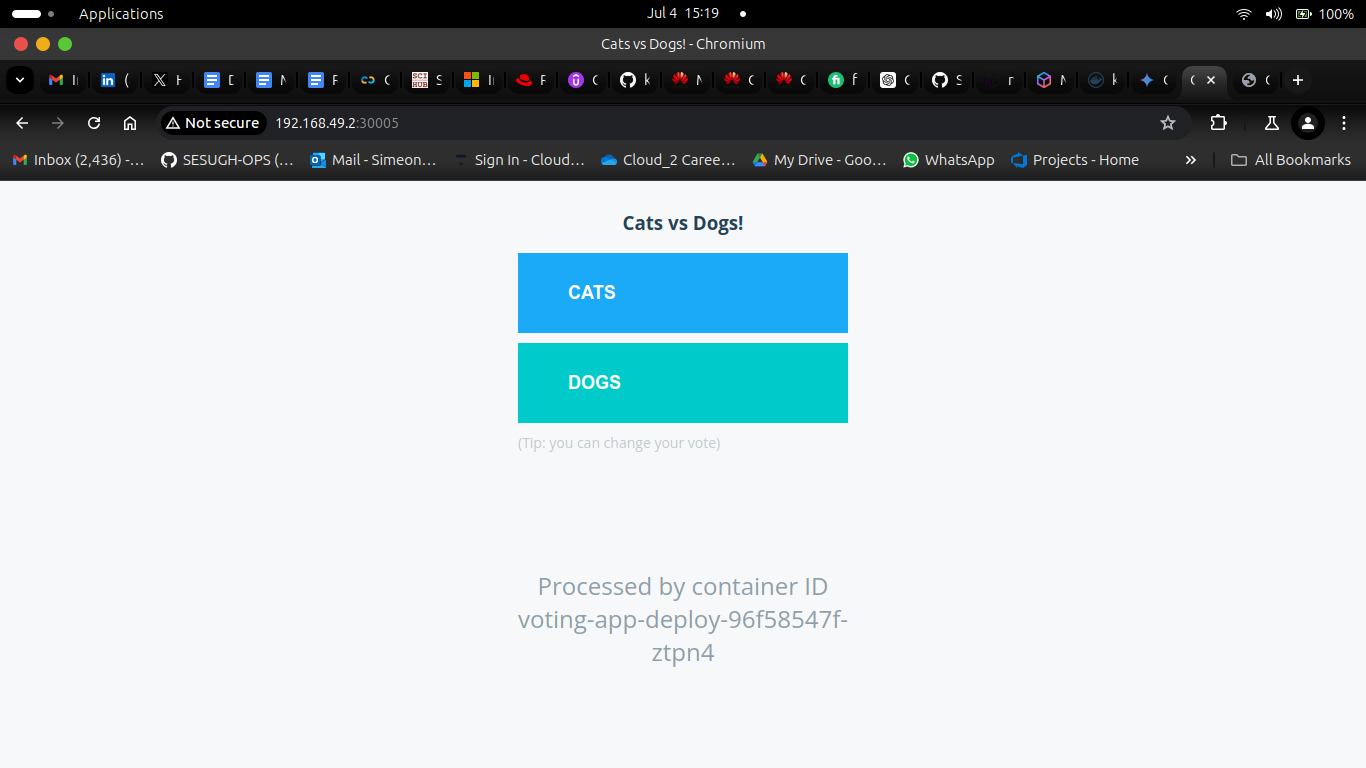 Applications
Jul 4 15:19
100%
Cats vs Dogs! - Chromium
Not secure
192.168.49.2:30005
Inbox (2,436) -...
SESUGH-OPS (...
Mail - Simeon...
Sign In - Cloud...
Cloud_2 Caree...
My Drive - Goo...
WhatsApp
Projects - Home
All Bookmarks
Cats vs Dogs!
CATS
DOGS
(Tip: you can change your vote)
Processed by container ID
voting-app-deploy-96f58547f-
ztpn4